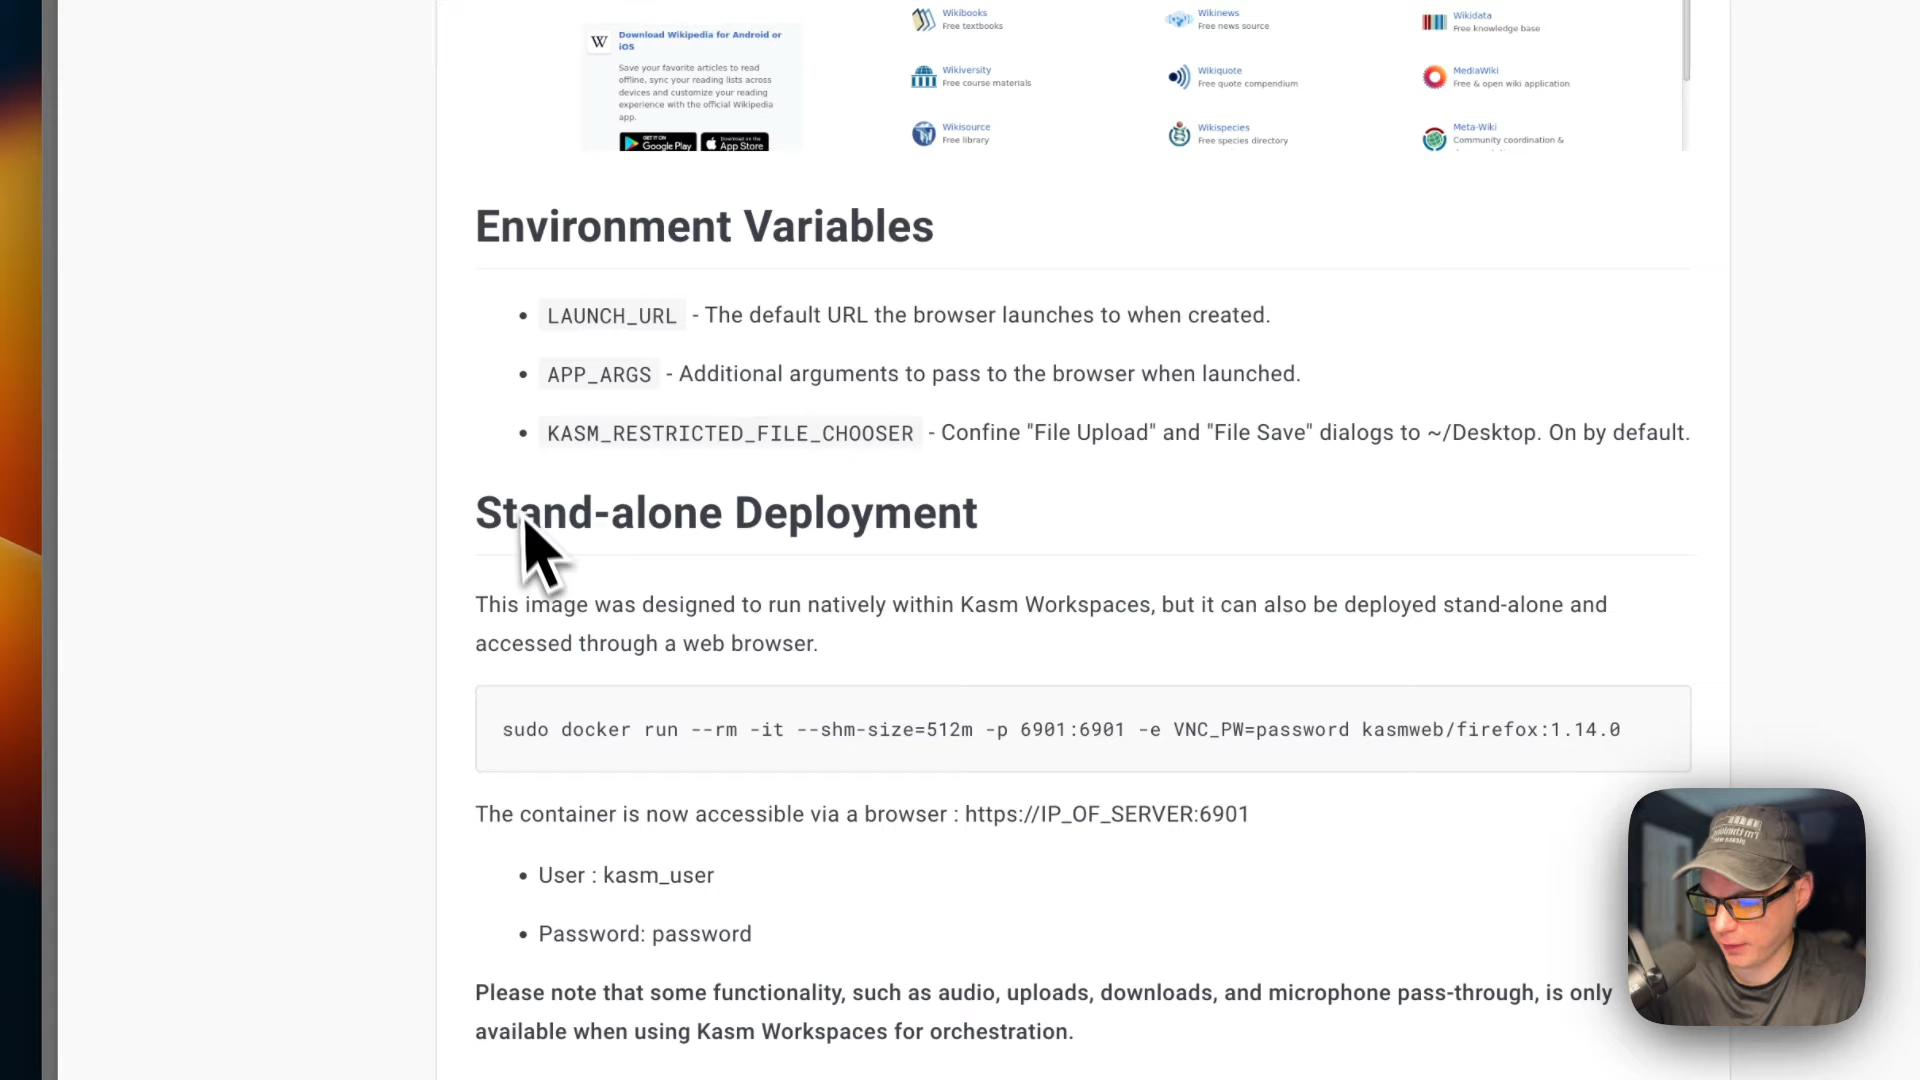 Download Wikipedia for Android or
iOS
Save your favorite articles to read
offline, sync your reading lists across
devices and customize your reading
experience with the official Wikipedia
app.
GET IT ON
Google Play
Download on the
App Store
Wikibooks
Free textbooks
Wikinews
Free news source
Wikidata
Free knowledge base
Wikiversity
Free course materials
Wikiquote
Free quote compendium
MediaWiki
Free & open wiki application
Wikisource
Free library
Wikispecies
Free species directory
Meta-Wiki
Community coordination &
Environment Variables
LAUNCH_URL - The default URL the browser launches to when created.
APP_ARGS - Additional arguments to pass to the browser when launched.
KASM_RESTRICTED_FILE_CHOOSER - Confine "File Upload" and "File Save" dialogs to ~/Desktop. On by default.
Stand-alone Deployment
This image was designed to run natively within Kasm Workspaces, but it can also be deployed stand-alone and
accessed through a web browser.
sudo docker run --rm -it --shm-size=512m -p 6901:6901 -e VNC_PW=password kasmweb/firefox:1.14.0
The container is now accessible via a browser : https://IP_OF_SERVER:6901
User : kasm_user
Password: password
Please note that some functionality, such as audio, uploads, downloads, and microphone pass-through, is only
available when using Kasm Workspaces for orchestration.